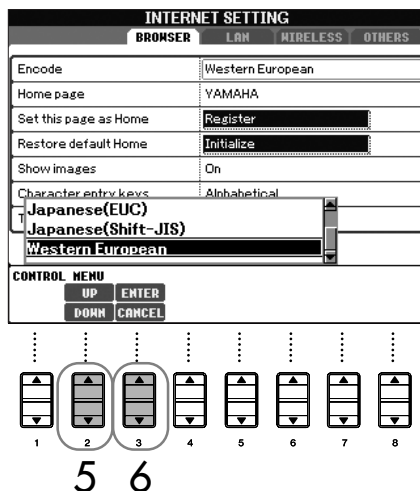 INTERNET SETTING
BROWSER LAN WIRELESS OTHERS
Encode Western European
Home page YAMAHA
Set this page as Home Register
Restore default Home Initialize
Show images On
Character entry keys Alphabetical
T
Japanese(EUC)
Japanese(Shift-JIS)
Western European
CONTROL MENU
UP ENTER
DOWN CANCEL
1 2 3 4 5 6 7 8
5 6